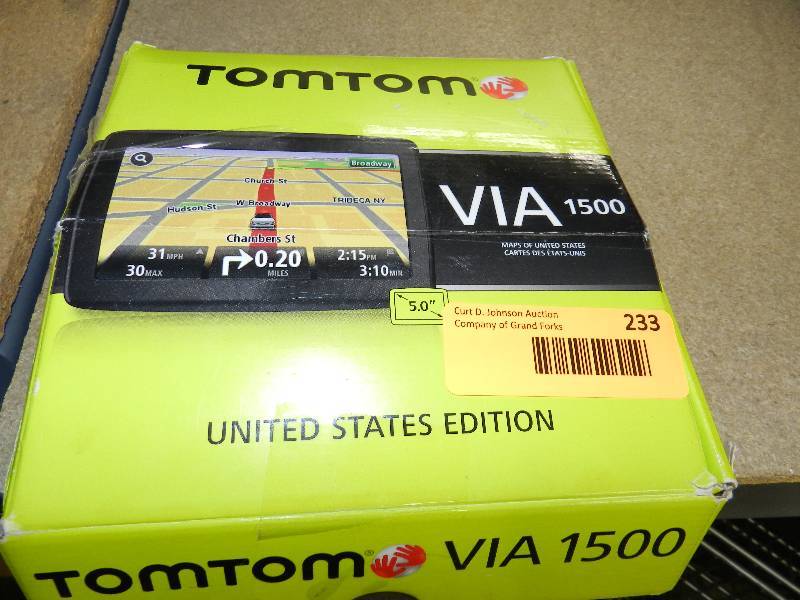 TOMTOM
Broadway
Church St
Hudson St
W Broadway
TRIBECA NY
Chambers St
31 MPH
30 MAX
0.20
MILES
2:15 PM
3:10 MIN
VIA 1500
MAPS OF UNITED STATES
CARTES DES ÉTATS-UNIS
5.0"
Curt D. Johnson Auction
Company of Grand Forks
233
UNITED STATES EDITION
TOMTOM® VIA 1500